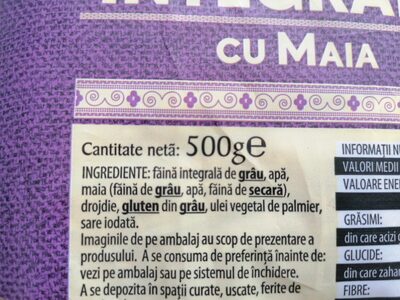 INTEGRA
CU MAIA
Cantitate netă: 500g℮
INGREDIENTE: făină integrală de grâu, apă,
maia (făină de grâu, apă, făină de secară),
drojdie, gluten din grâu, ulei vegetal de palmier,
sare iodată.
Imaginile de pe ambalaj au scop de prezentare a
produsului. A se consuma de preferință înainte de:
vezi pe ambalaj sau pe sistemul de închidere.
A se depozita în spații curate, uscate, ferite de
INFORMAȚII NU
VALORI MEDII
VALOARE ENE
GRĂSIMI:
din care acizi
GLUCIDE:
din care zaha
FIBRE: